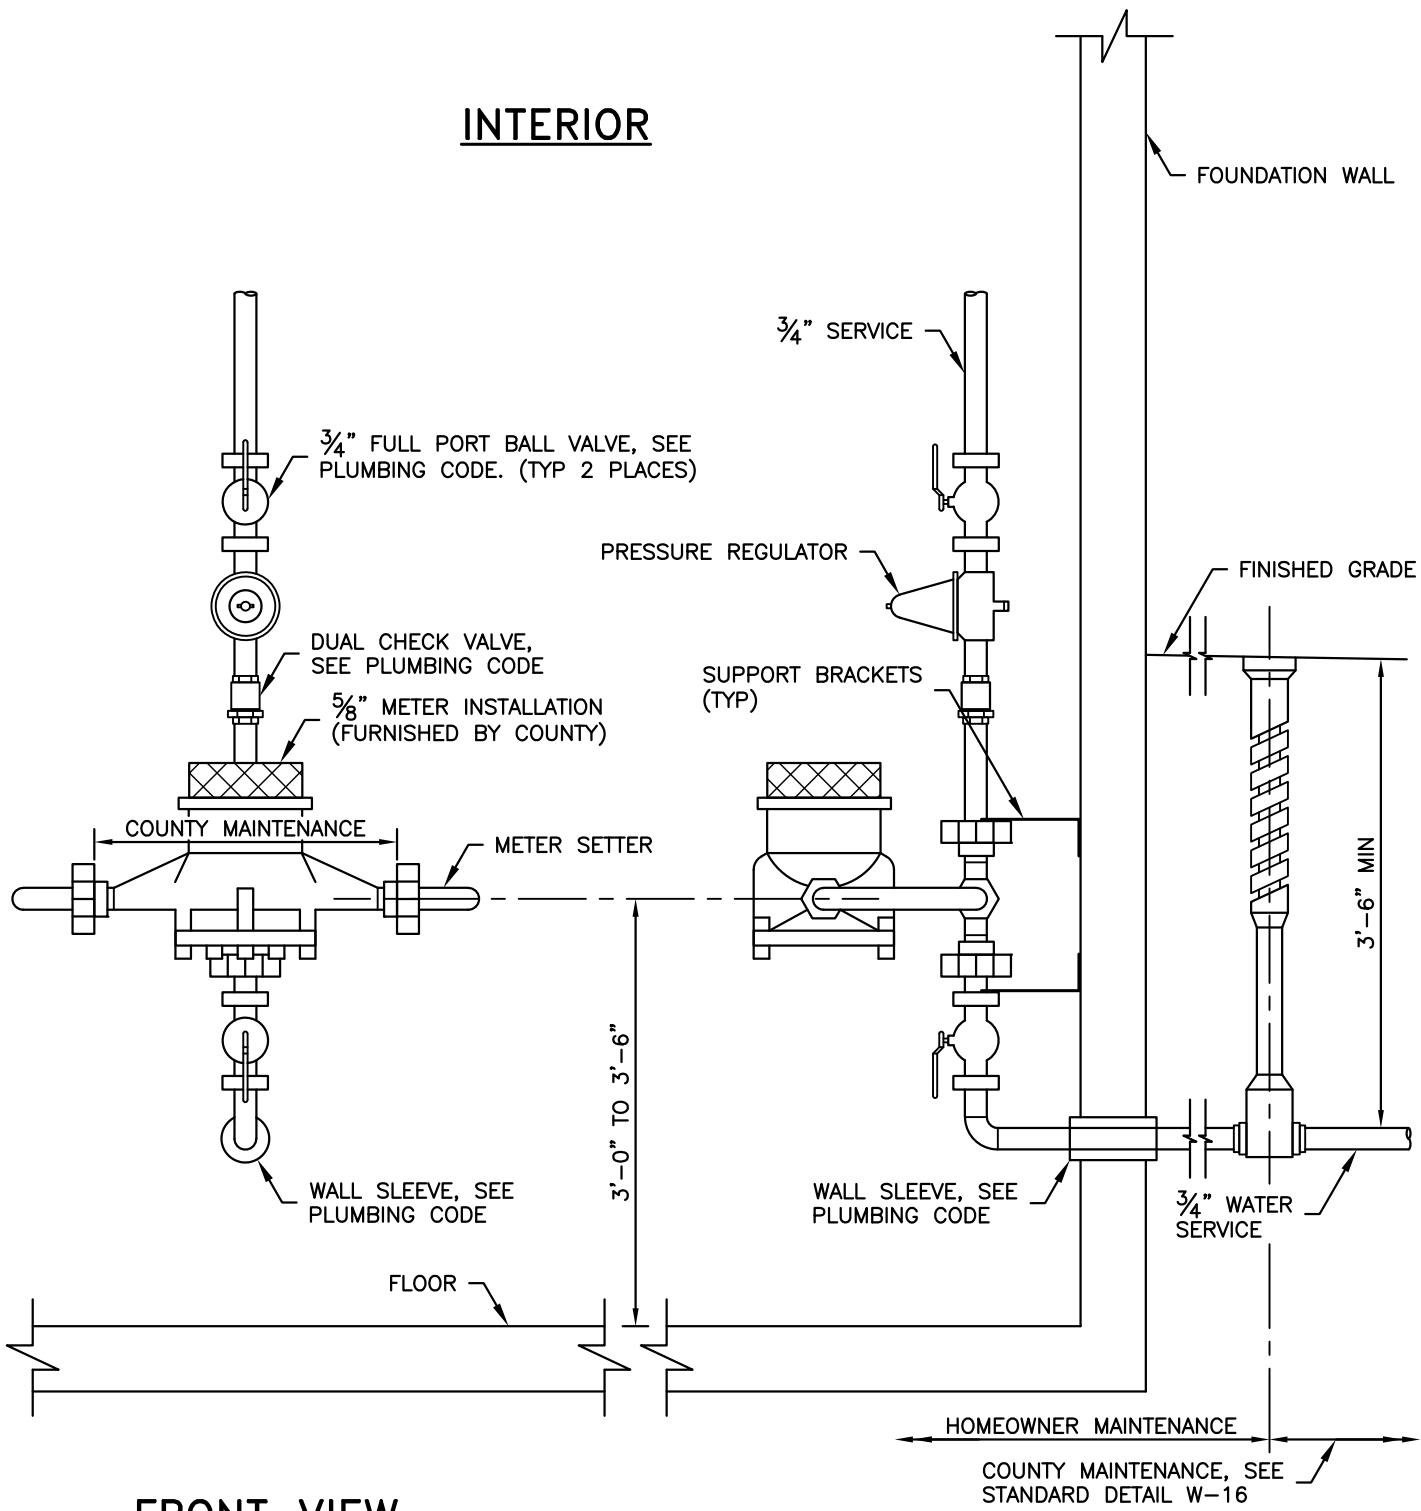 INTERIOR
FOUNDATION WALL
¾" SERVICE
¾" FULL PORT BALL VALVE, SEE
PLUMBING CODE. (TYP 2 PLACES)
PRESSURE REGULATOR
FINISHED GRADE
DUAL CHECK VALVE,
SEE PLUMBING CODE
SUPPORT BRACKETS
(TYP)
⅝" METER INSTALLATION
(FURNISHED BY COUNTY)
COUNTY MAINTENANCE
METER SETTER
3'-6" MIN
3'-0" TO 3'-6"
WALL SLEEVE, SEE
PLUMBING CODE
WALL SLEEVE, SEE
PLUMBING CODE
¾" WATER
SERVICE
FLOOR
HOMEOWNER MAINTENANCE
COUNTY MAINTENANCE, SEE
STANDARD DETAIL W-16
FRONT VIEW